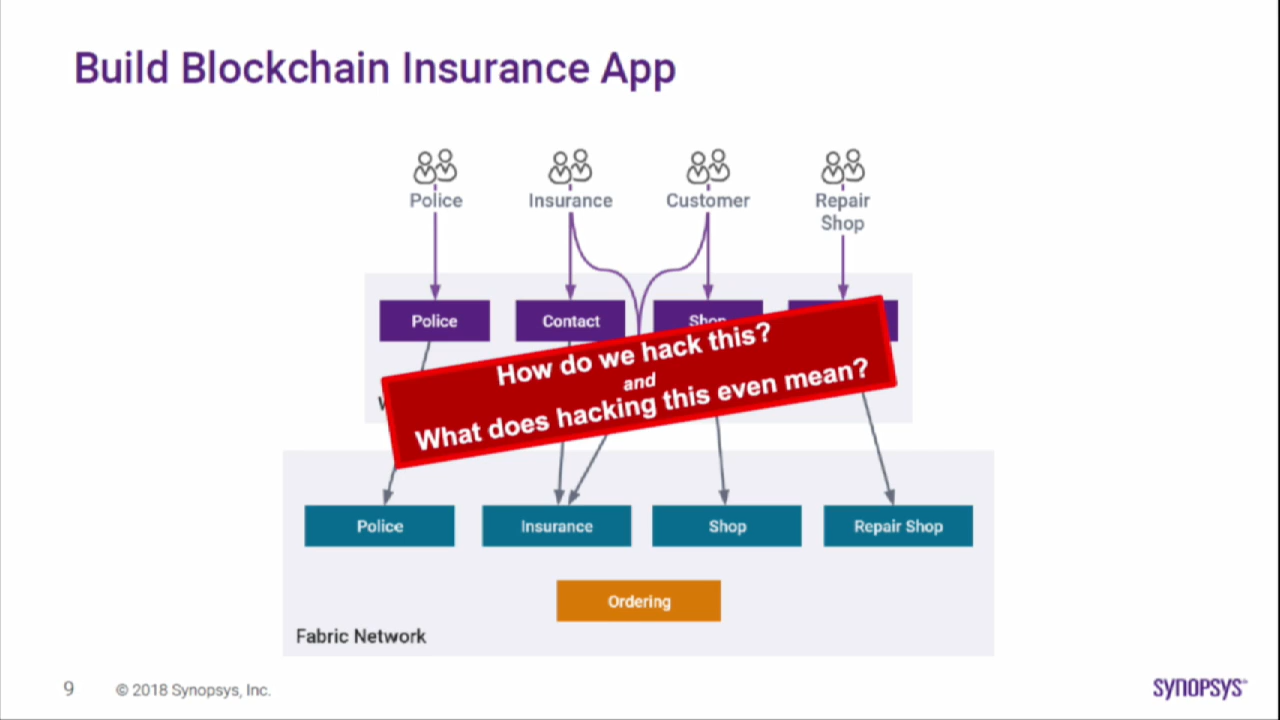 Build Blockchain Insurance App
Police
Insurance
Customer
Repair
Shop
Police
Contact
Shop
How do we hack this?
and
What does hacking this even mean?
Police
Insurance
Shop
Repair Shop
Ordering
Fabric Network
9
© 2018 Synopsys, Inc.
SYNOPSYS